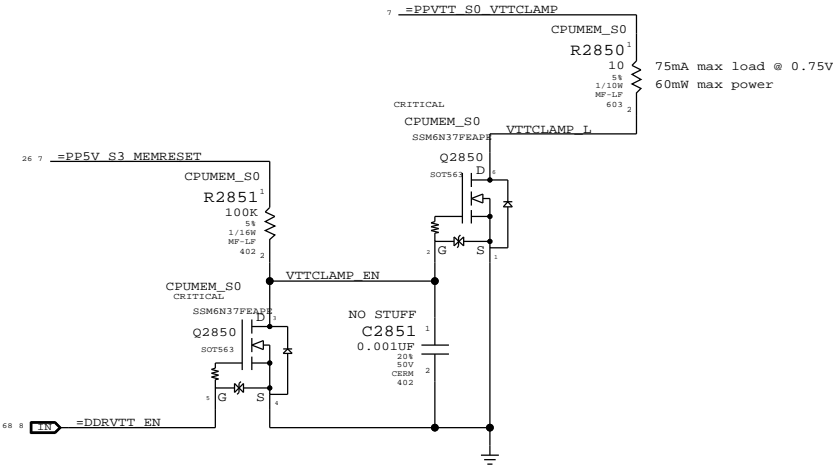 7 =PPVTT_S0_VTTCLAMP
CPUMEM_S0
R2850 1
10
5%
1/10W
MF-LF
603
2
75mA max load @ 0.75V
60mW max power
CRITICAL
CPUMEM_S0
SSM6N37FEAPE
VTTCLAMP_L
Q2850
SOT563
D 6
2 G S 1
26 7 =PP5V_S3_MEMRESET
CPUMEM_S0
R2851 1
100K
5%
1/16W
MF-LF
402
2
VTTCLAMP_EN
CPUMEM_S0
CRITICAL
SSM6N37FEAPE
D 3
Q2850
SOT563
5 G S 4
NO STUFF
C2851 1
0.001UF
20%
50V
CERM
402
2
68 8 IN =DDRVTT_EN